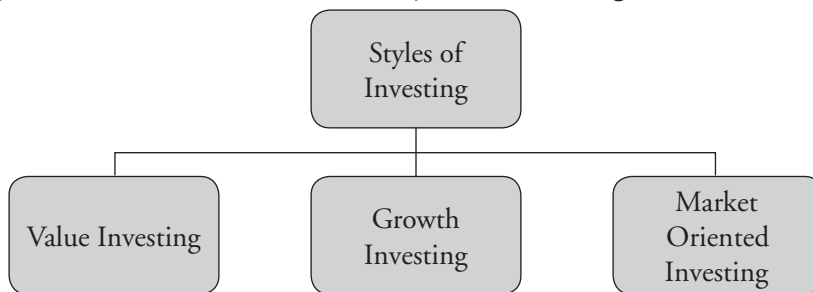 Styles of
Investing
Value Investing
Growth
Investing
Market
Oriented
Investing